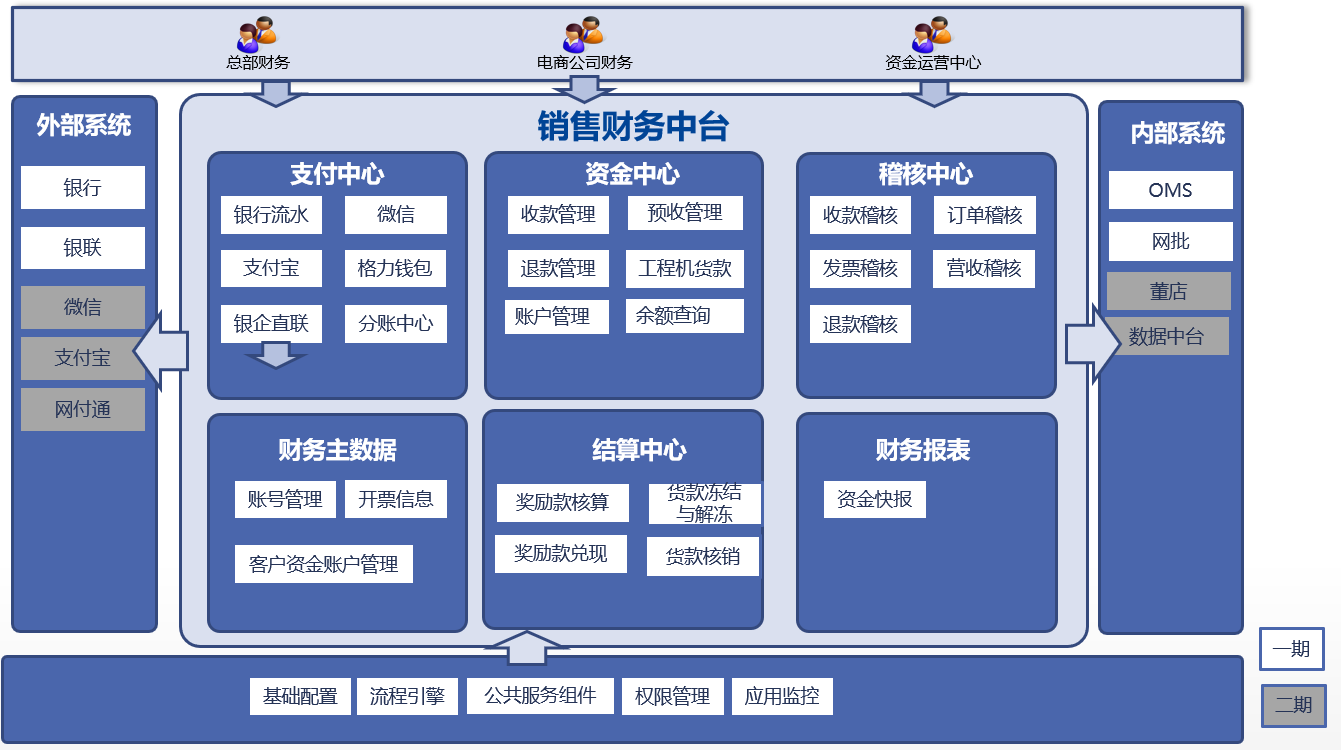 总部财务
电商公司财务
资金运营中心
外部系统
银行
银联
微信
支付宝
网付通
销售财务中台
支付中心
银行流水
微信
支付宝
格力钱包
银企直联
分账中心
资金中心
收款管理
预收管理
退款管理
工程机货款
账户管理
余额查询
稽核中心
收款稽核
订单稽核
发票稽核
营收稽核
退款稽核
财务主数据
账号管理
开票信息
客户资金账户管理
结算中心
奖励款核算
货款冻结
与解冻
奖励款兑现
货款核销
财务报表
资金快报
内部系统
OMS
网批
董店
数据中台
基础配置
流程引擎
公共服务组件
权限管理
应用监控
一期
二期